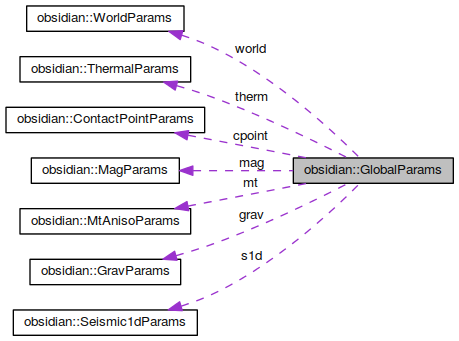 obsidian::WorldParams
world
obsidian::ThermalParams
therm
obsidian::ContactPointParams
cpoint
obsidian::MagParams
mag
obsidian::GlobalParams
mt
obsidian::MtAnisoParams
grav
obsidian::GravParams
s1d
obsidian::Seismic1dParams